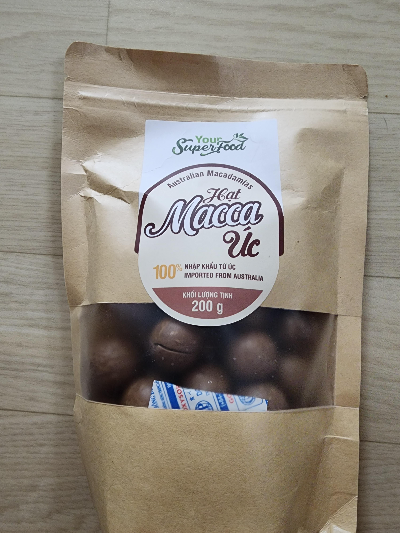 Your
SuperFood
Australian Macadamias
Hạt
Macca
Úc
100% NHẬP KHẨU TỪ ÚC
IMPORTED FROM AUSTRALIA
KHỐI LƯỢNG TỊNH
200 g